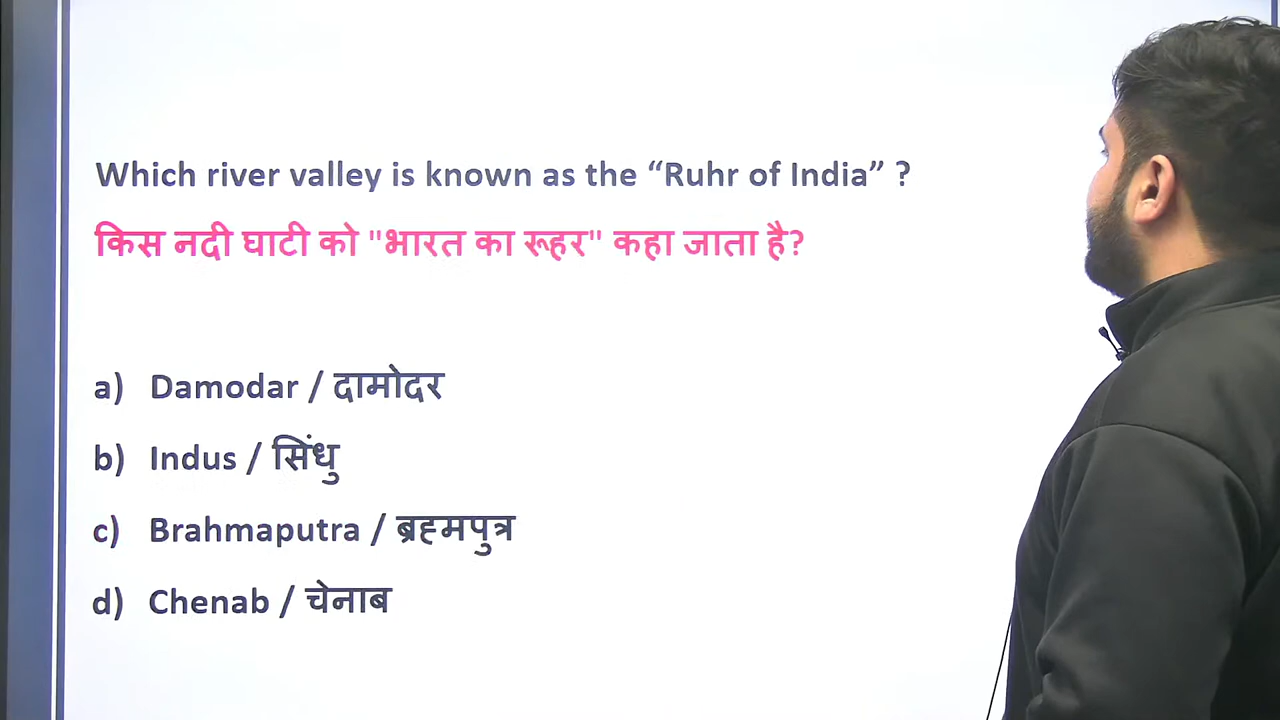 Which river valley is known as the “Ruhr of India” ?
किस नदी घाटी को "भारत का रूहर" कहा जाता है?
a) Damodar / दामोदर
b) Indus / सिंधु
c) Brahmaputra / ब्रह्मपुत्र
d) Chenab / चेनाब